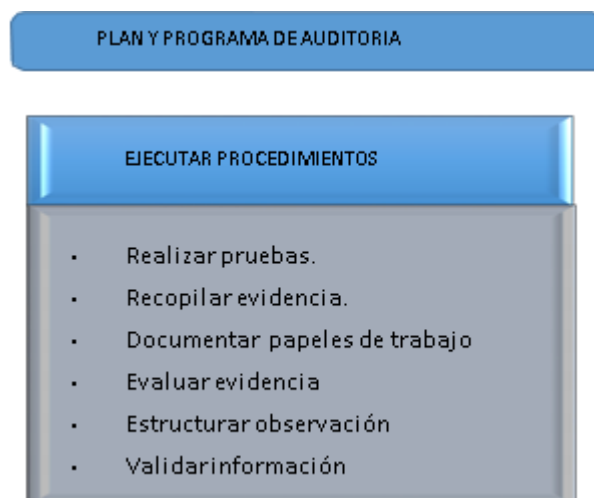 PLAN Y PROGRAMA DE AUDITORIA
EJECUTAR PROCEDIMIENTOS
· Realizar pruebas.
· Recopilar evidencia.
· Documentar papeles de trabajo
· Evaluar evidencia
· Estructurar observación
· Validar información